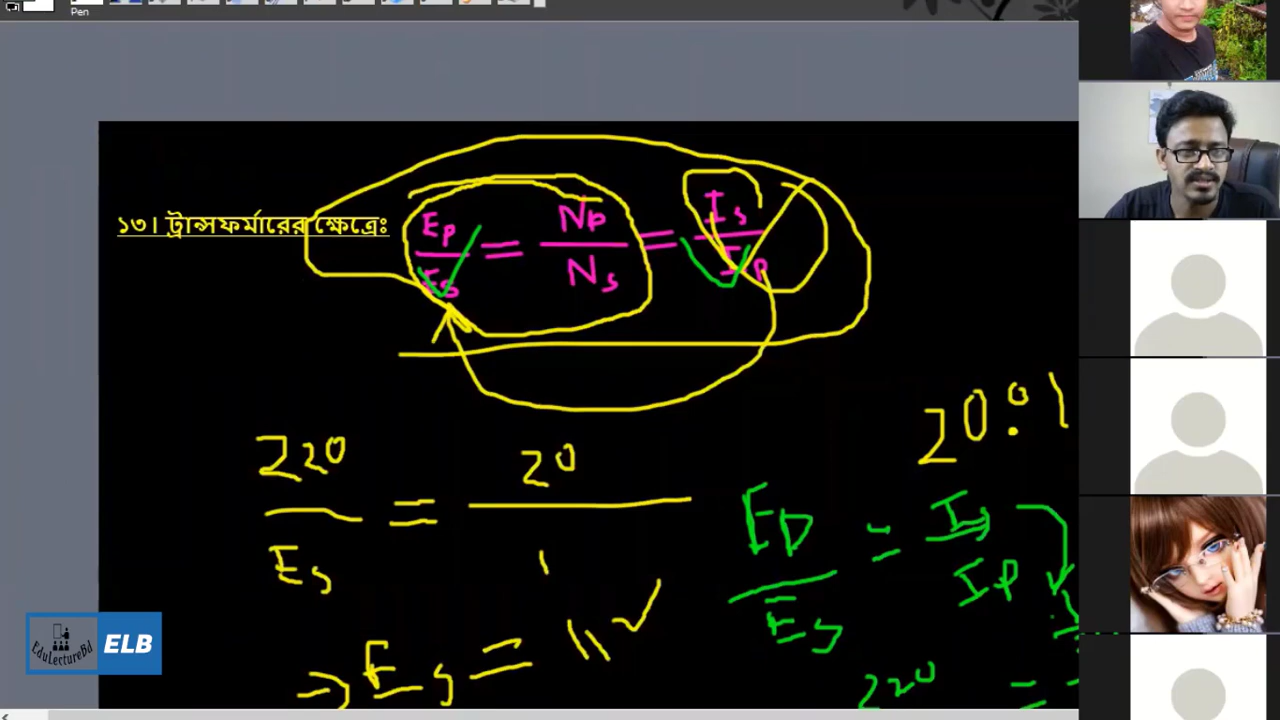 Pen
১৩। ট্রান্সফর্মারের ক্ষেত্রেঃ
Ep/Es = Np/Ns = Is/Ip
20:1
220/Es = 20/1
Ep/Es = Is/Ip
⇒ Es = 11 ✓
220 =
EduLectureBd
ELB